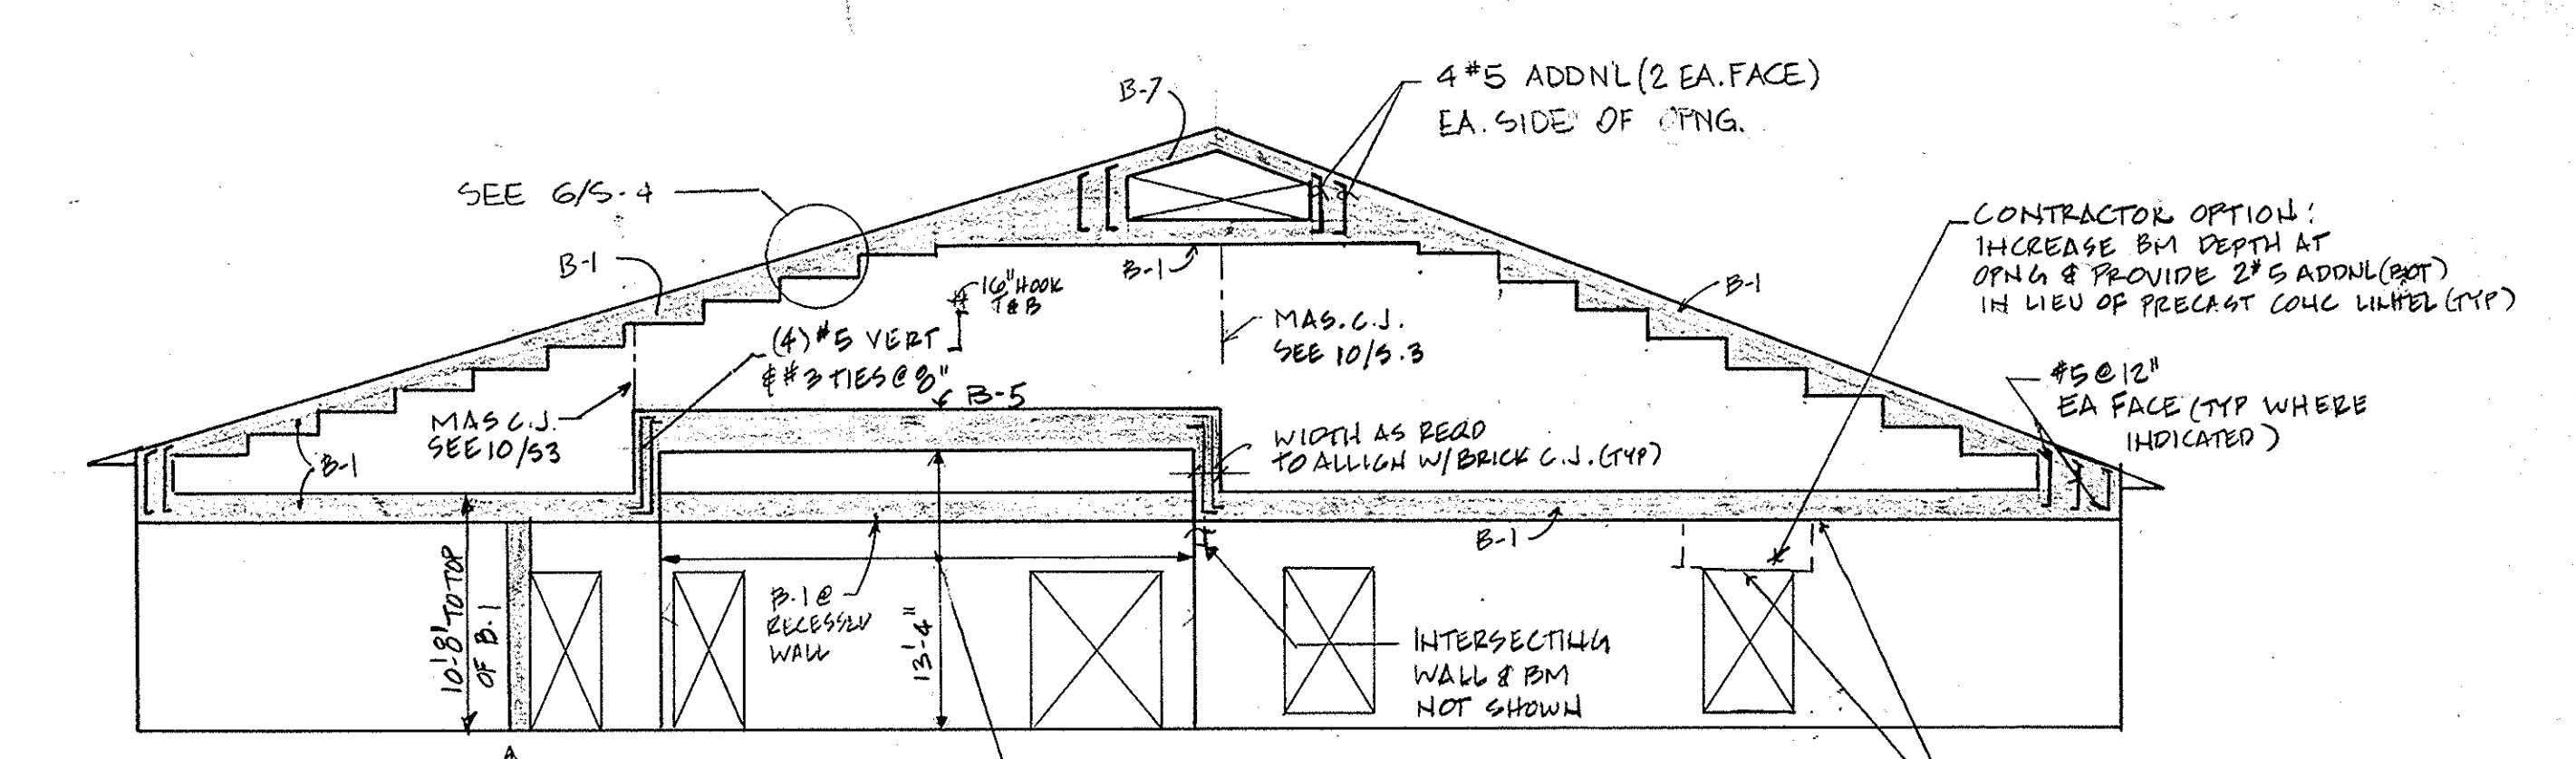 B-7
4 #5 ADDNL (2 EA. FACE)
EA. SIDE OF OPNG.
SEE 6/S-4
B-1
B-1
16" HOOK
T&B
MAS. C.J.
SEE 10/S.3
B-1
CONTRACTOR OPTION:
INCREASE BM DEPTH AT
OPNG & PROVIDE 2#5 ADDNL (BOT)
IN LIEU OF PRECAST CONC LINTEL (TYP)
(4) #5 VERT
& #3 TIES @ 8"
B-5
MAS C.J.
SEE 10/S3
B-1
WIDTH AS REQD
TO ALLIGN W/BRICK C.J. (TYP)
#5 @ 12"
EA FACE (TYP WHERE
INDICATED)
10'-8" TO TOP
OF B.1
B.1 @
RECESSED
WALL
13'-4"
B-1
INTERSECTING
WALL & BM
NOT SHOWN
A